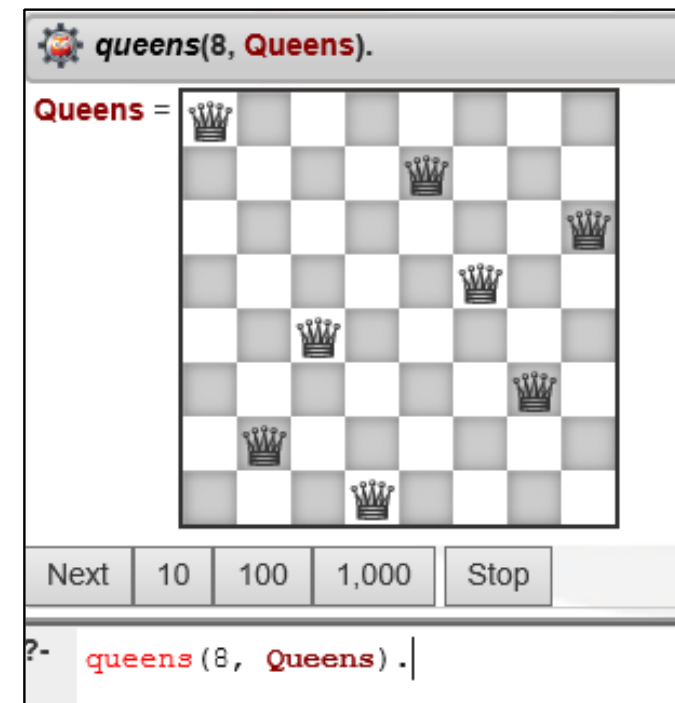 queens(8, Queens).
Queens =
Next 10 100 1,000 Stop
?- queens(8, Queens).